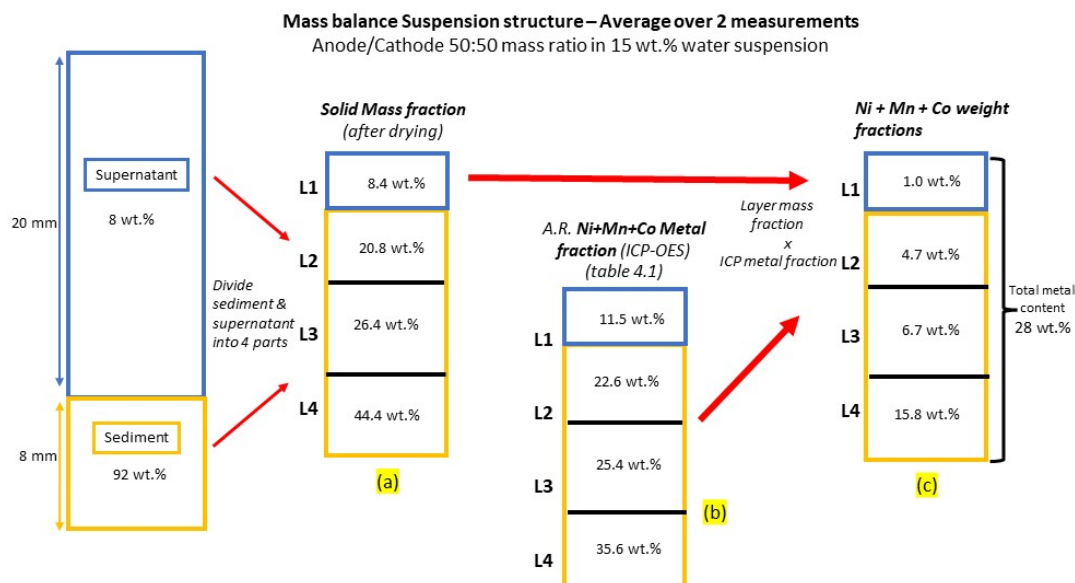 Mass balance Suspension structure – Average over 2 measurements
Anode/Cathode 50:50 mass ratio in 15 wt.% water suspension
20 mm
Supernatant
8 wt.%
8 mm
Sediment
92 wt.%
Divide
sediment &
supernatant
into 4 parts
Solid Mass fraction
(after drying)
L1
8.4 wt.%
L2
20.8 wt.%
L3
26.4 wt.%
L4
44.4 wt.%
(a)
A.R. Ni+Mn+Co Metal
fraction (ICP-OES)
(table 4.1)
L1
11.5 wt.%
L2
22.6 wt.%
L3
25.4 wt.%
L4
35.6 wt.%
(b)
Layer mass
fraction
x
ICP metal fraction
Ni + Mn + Co weight
fractions
L1
1.0 wt.%
L2
4.7 wt.%
L3
6.7 wt.%
L4
15.8 wt.%
(c)
Total metal
content
28 wt.%